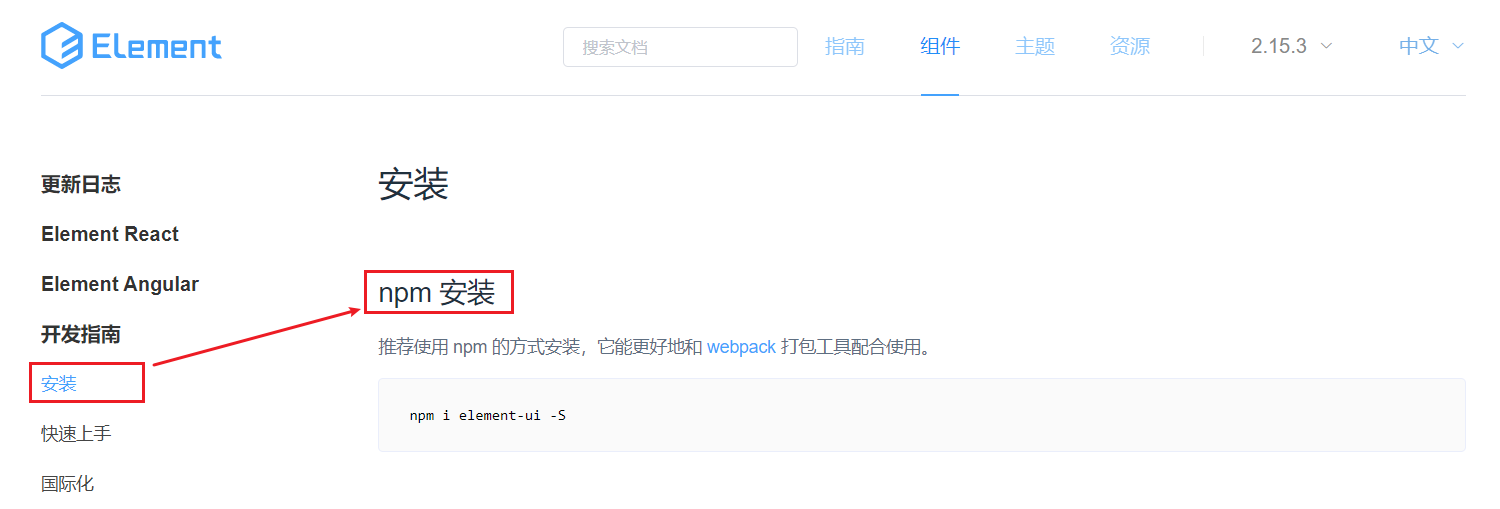 Element
搜索文档
指南
组件
主题
资源
2.15.3
中文
更新日志
Element React
Element Angular
开发指南
安装
快速上手
国际化
安装
npm 安装
推荐使用 npm 的方式安装，它能更好地和 webpack 打包工具配合使用。
npm i element-ui -S